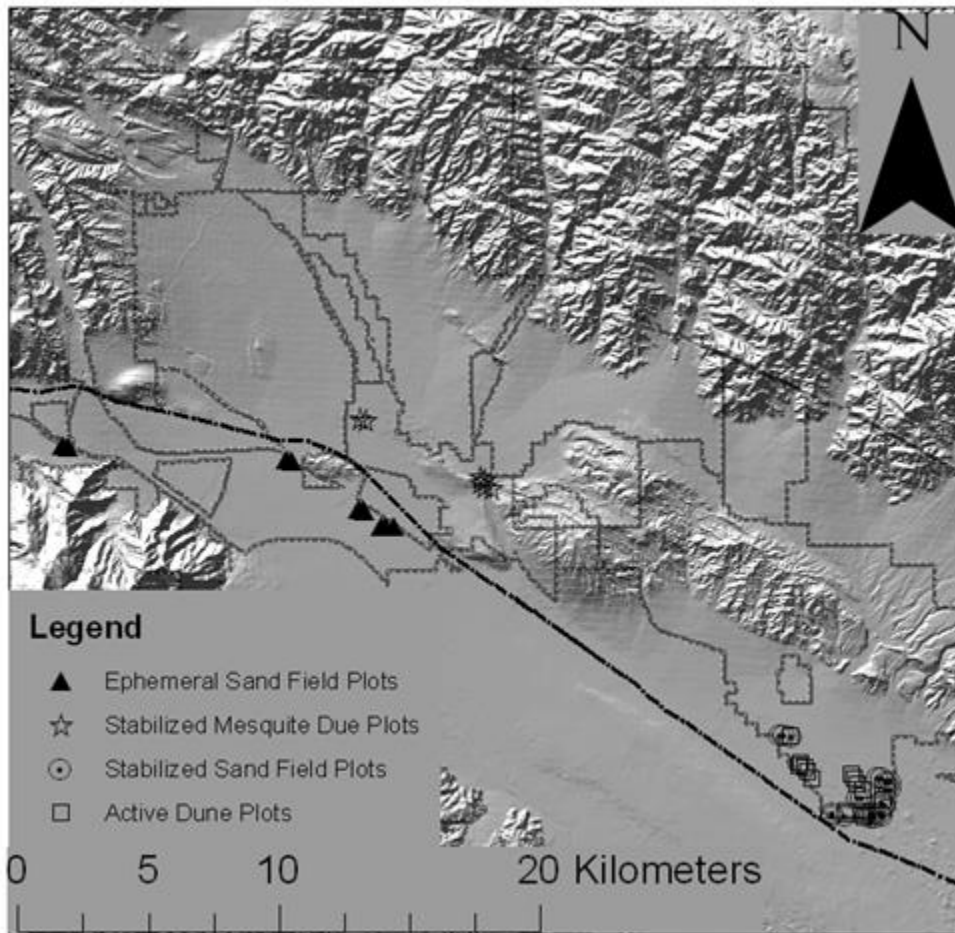 N
Legend
Ephemeral Sand Field Plots
Stabilized Mesquite Due Plots
Stabilized Sand Field Plots
Active Dune Plots
0 5 10 20 Kilometers